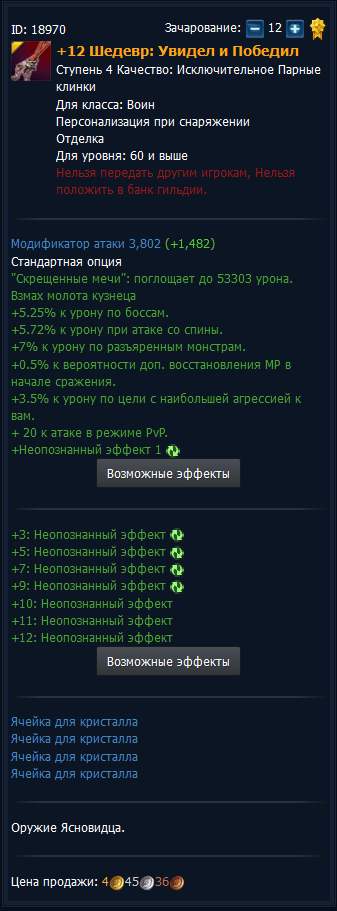 ID: 18970 Зачарование: 12
+12 Шедевр: Увидел и Победил
Ступень 4 Качество: Исключительное Парные
клинки
Для класса: Воин
Персонализация при снаряжении
Отделка
Для уровня: 60 и выше
Нельзя передать другим игрокам, Нельзя
положить в банк гильдии.
Модификатор атаки 3,802 (+1,482)
Стандартная опция
"Скрещенные мечи": поглощает до 53303 урона.
Взмах молота кузнеца
+5.25% к урону по боссам.
+5.72% к урону при атаке со спины.
+7% к урону по разъяренным монстрам.
+0.5% к вероятности доп. восстановления МР в
начале сражения.
+3.5% к урону по цели с наибольшей агрессией к
вам.
+ 20 к атаке в режиме PvP.
+Неопознанный эффект 1
Возможные эффекты
+3: Неопознанный эффект
+5: Неопознанный эффект
+7: Неопознанный эффект
+9: Неопознанный эффект
+10: Неопознанный эффект
+11: Неопознанный эффект
+12: Неопознанный эффект
Возможные эффекты
Ячейка для кристалла
Ячейка для кристалла
Ячейка для кристалла
Ячейка для кристалла
Оружие Ясновидца.
Цена продажи: 4 45 36